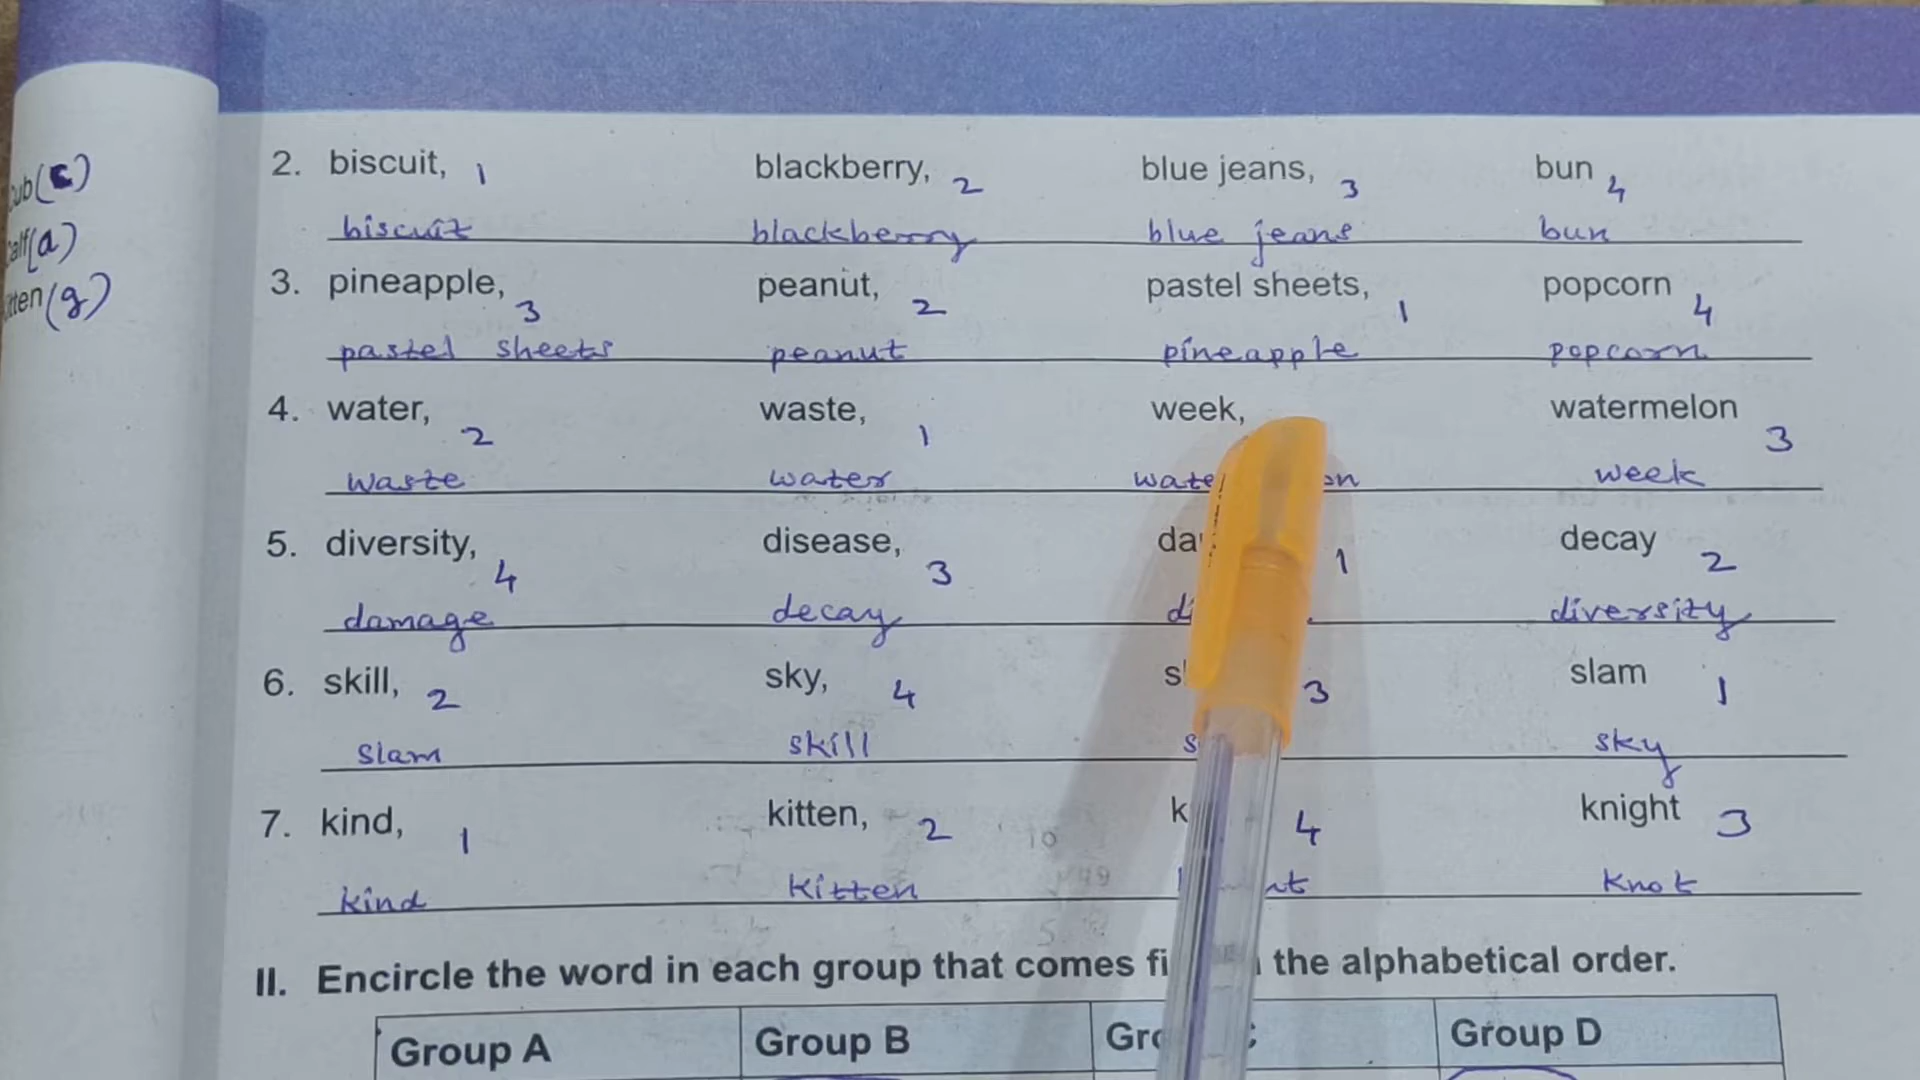 2. biscuit, 1 blackberry, 2 blue jeans, 3 bun 4
biscuit blackberry blue jeans bun
3. pineapple, 3 peanut, 2 pastel sheets, 1 popcorn 4
pastel sheets peanut pineapple popcorn
4. water, 2 waste, 1 week, watermelon 3
waste water week
5. diversity, 4 disease, 3 1 decay 2
damage decay diversity
6. skill, 2 sky, 4 3 slam 1
slam skill sky
7. kind, 1 kitten, 2 4 knight 3
kind kitten knot
II. Encircle the word in each group that comes the alphabetical order.
Group A Group B Group D
(c)
(a)
(g)